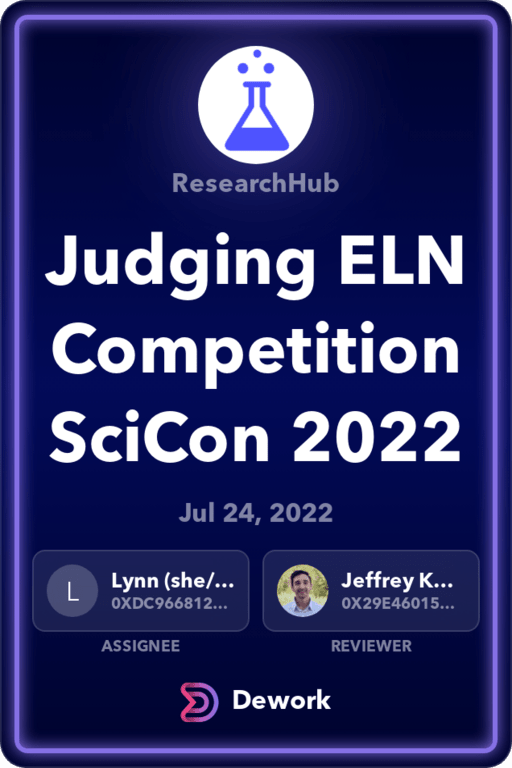 ResearchHub
Judging ELN
Competition
SciCon 2022
Jul 24, 2022
L
Lynn (she/...
0XDC966812...
ASSIGNEE
Jeffrey K...
0X29E46015...
REVIEWER
Dework